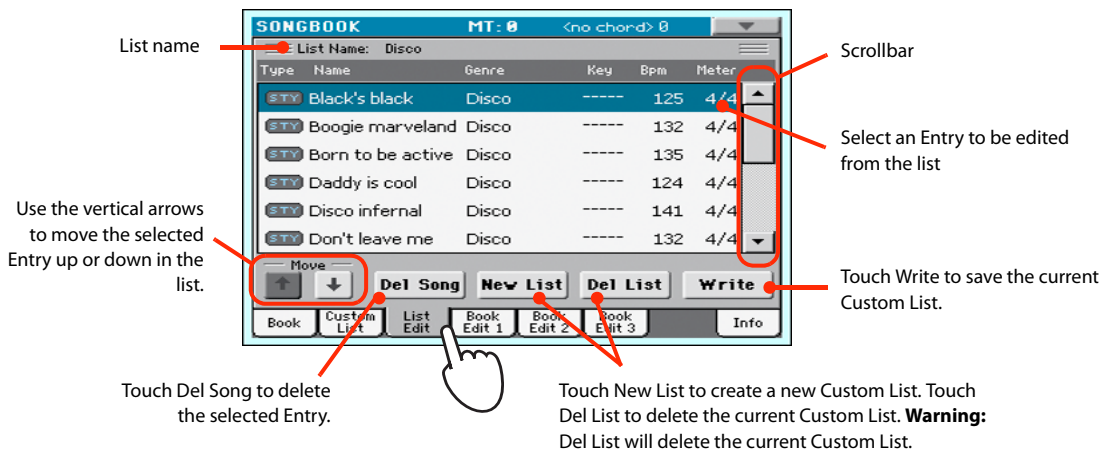 SONGBOOK MT: 0 <no chord> 0
List name
List Name: Disco
Scrollbar
Type Name Genre Key Bpm Meter
STY Black's black Disco ----- 125 4/4
STY Boogie marveland Disco ----- 132 4/4
Select an Entry to be edited
from the list
STY Born to be active Disco ----- 135 4/4
STY Daddy is cool Disco ----- 124 4/4
STY Disco infernal Disco ----- 141 4/4
STY Don't leave me Disco ----- 132 4/4
Use the vertical arrows
to move the selected
Entry up or down in the
list.
Move
Del Song New List Del List Write
Touch Write to save the current
Custom List.
Book Custom List List Edit Book Edit 1 Book Edit 2 Book Edit 3 Info
Touch Del Song to delete
the selected Entry.
Touch New List to create a new Custom List. Touch
Del List to delete the current Custom List. Warning:
Del List will delete the current Custom List.